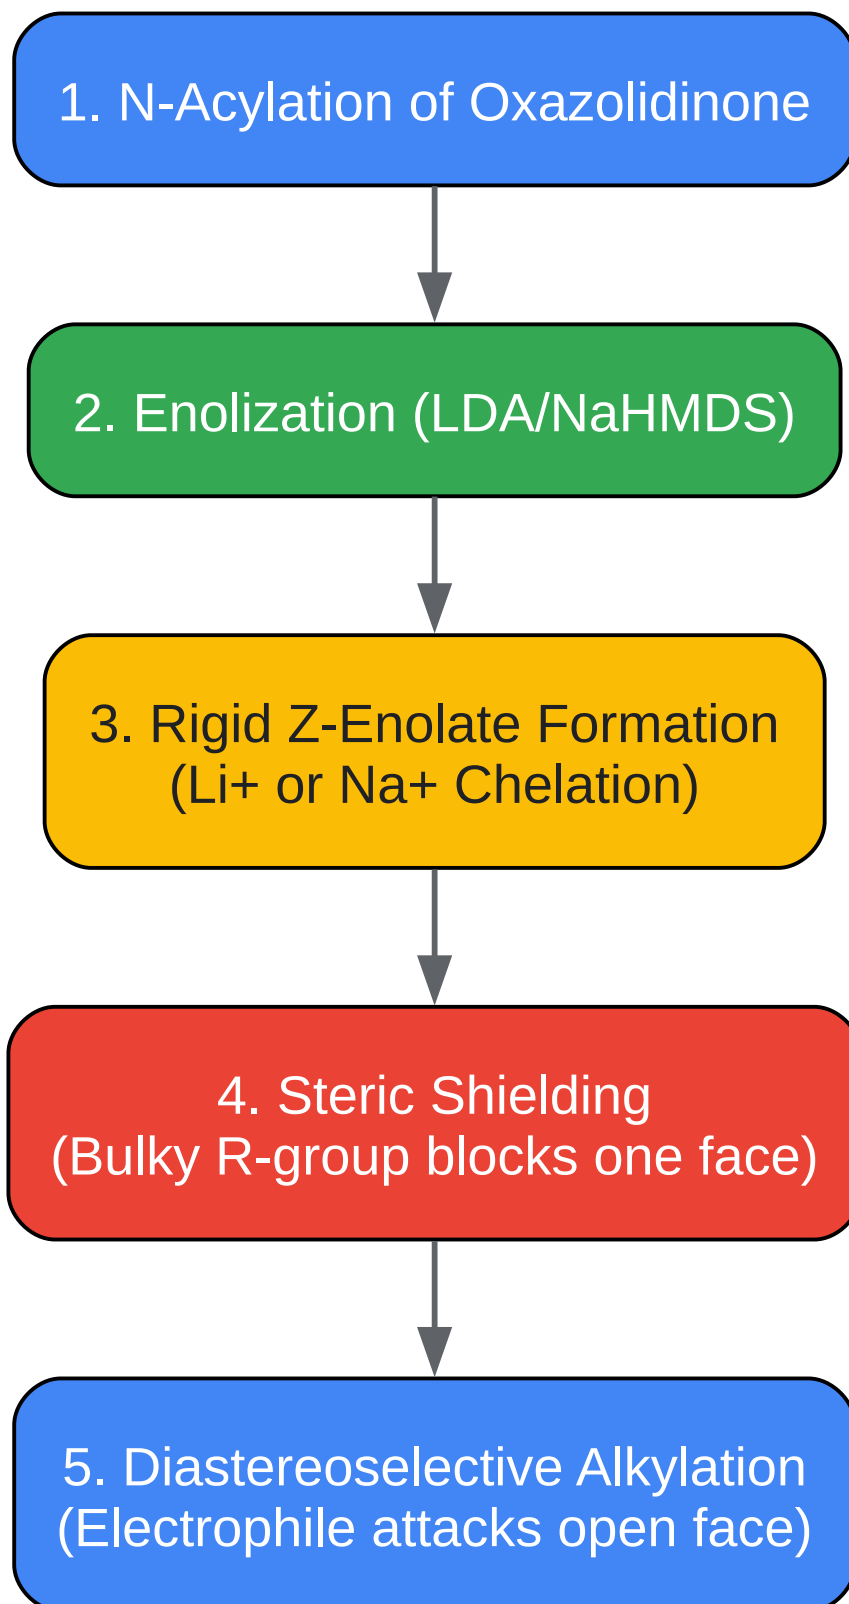 1. N-Acylation of Oxazolidinone
2. Enolization (LDA/NaHMDS)
3. Rigid Z-Enolate Formation
(Li+ or Na+ Chelation)
4. Steric Shielding
(Bulky R-group blocks one face)
5. Diastereoselective Alkylation
(Electrophile attacks open face)